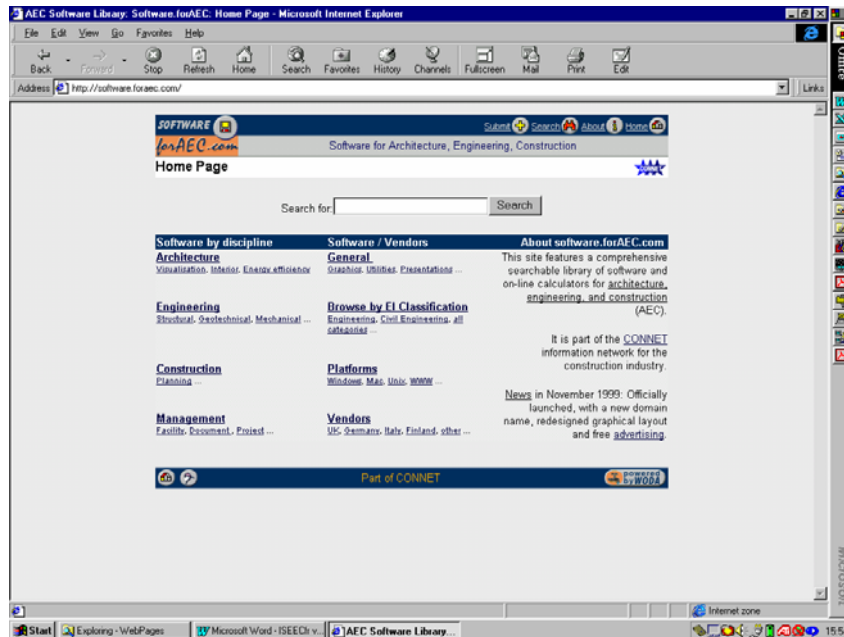 AEC Software Library: Software.forAEC: Home Page - Microsoft Internet Explorer
File Edit View Go Favorites Help
Back Forward Stop Refresh Home Search Favorites History Channels Fullscreen Mail Print Edit
Address http://software.foraec.com/ Links
Office
SOFTWARE Submit Search About Home
forAEC.com Software for Architecture, Engineering, Construction
Home Page
Search for: Search
Software by discipline
Architecture
Visualisation, Interior, Energy efficiency
Engineering
Structural, Geotechnical, Mechanical ...
Construction
Planning ...
Management
Facility, Document, Project ...
Software / Vendors
General
Graphics, Utilities, Presentations ...
Browse by EI Classification
Engineering, Civil Engineering, all
categories ...
Platforms
Windows, Mac, Unix, WWW ...
Vendors
UK, Germany, Italy, Finland, other ...
About software.forAEC.com
This site features a comprehensive
searchable library of software and
on-line calculators for architecture,
engineering, and construction
(AEC).
It is part of the CONNET
information network for the
construction industry.
News in November 1999: Officially
launched, with a new domain
name, redesigned graphical layout
and free advertising.
Part of CONNET
powered
by WODA
Internet zone
Start Exploring - WebPages Microsoft Word - ISEECh v... AEC Software Library...